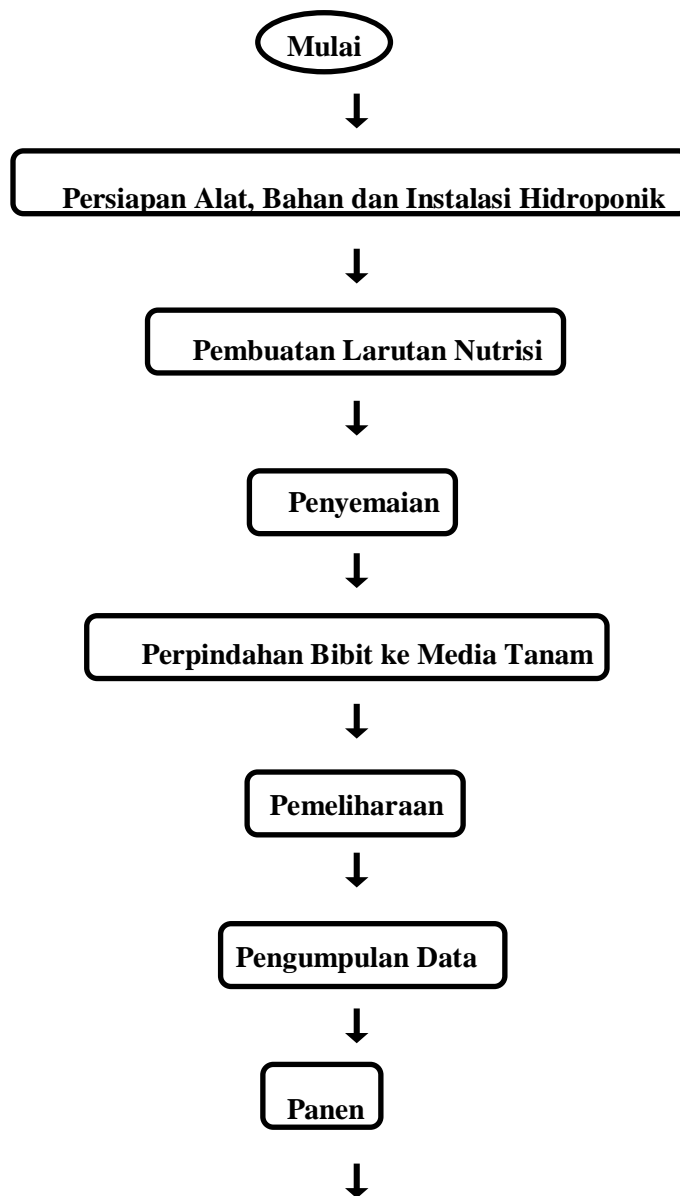 Mulai
Persiapan Alat, Bahan dan Instalasi Hidroponik
Pembuatan Larutan Nutrisi
Penyemaian
Perpindahan Bibit ke Media Tanam
Pemeliharaan
Pengumpulan Data
Panen